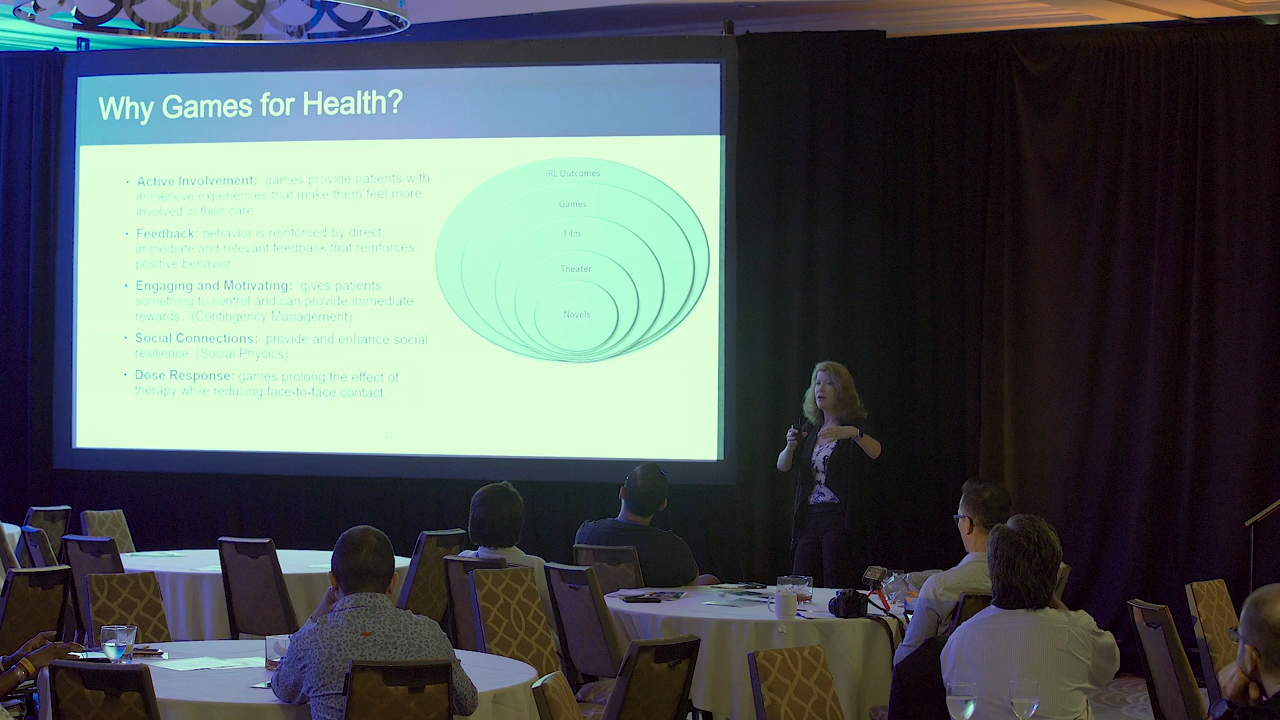 Why Games for Health?
• Active Involvement: games provide patients with
immersive experiences that make them feel more
involved in their care.
• Feedback: behavior is reinforced by direct,
immediate and relevant feedback that reinforces
positive behavior
• Engaging and Motivating: gives patients
something to control and can provide immediate
rewards. (Contingency Management)
• Social Connections: provide and enhance social
resilience. (Social Physics)
• Dose Response: games prolong the effect of
therapy while reducing face-to-face contact.
IRL Outcomes
Games
Film
Theater
Novels